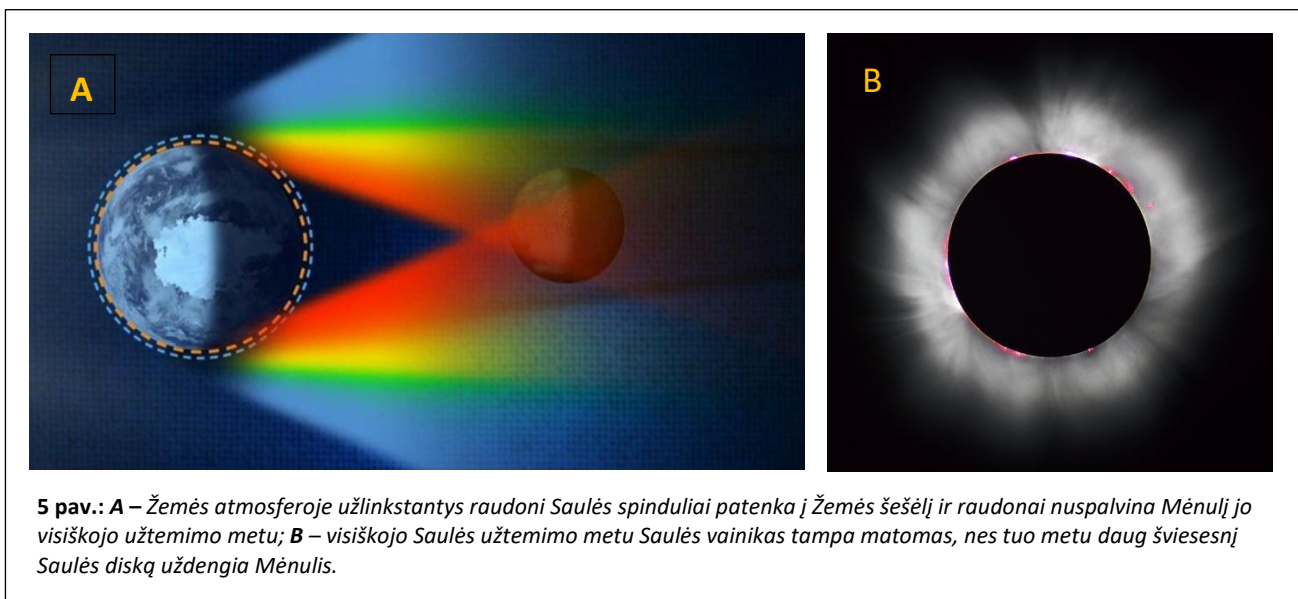 A
B
5 pav.: A – Žemės atmosferoje užlinkstantys raudoni Saulės spinduliai patenka į Žemės šešėlį ir raudonai nuspalvina Mėnulį jo
visiškojo užtemimo metu; B – visiškojo Saulės užtemimo metu Saulės vainikas tampa matomas, nes tuo metu daug šviesesnį
Saulės diską uždengia Mėnulis.